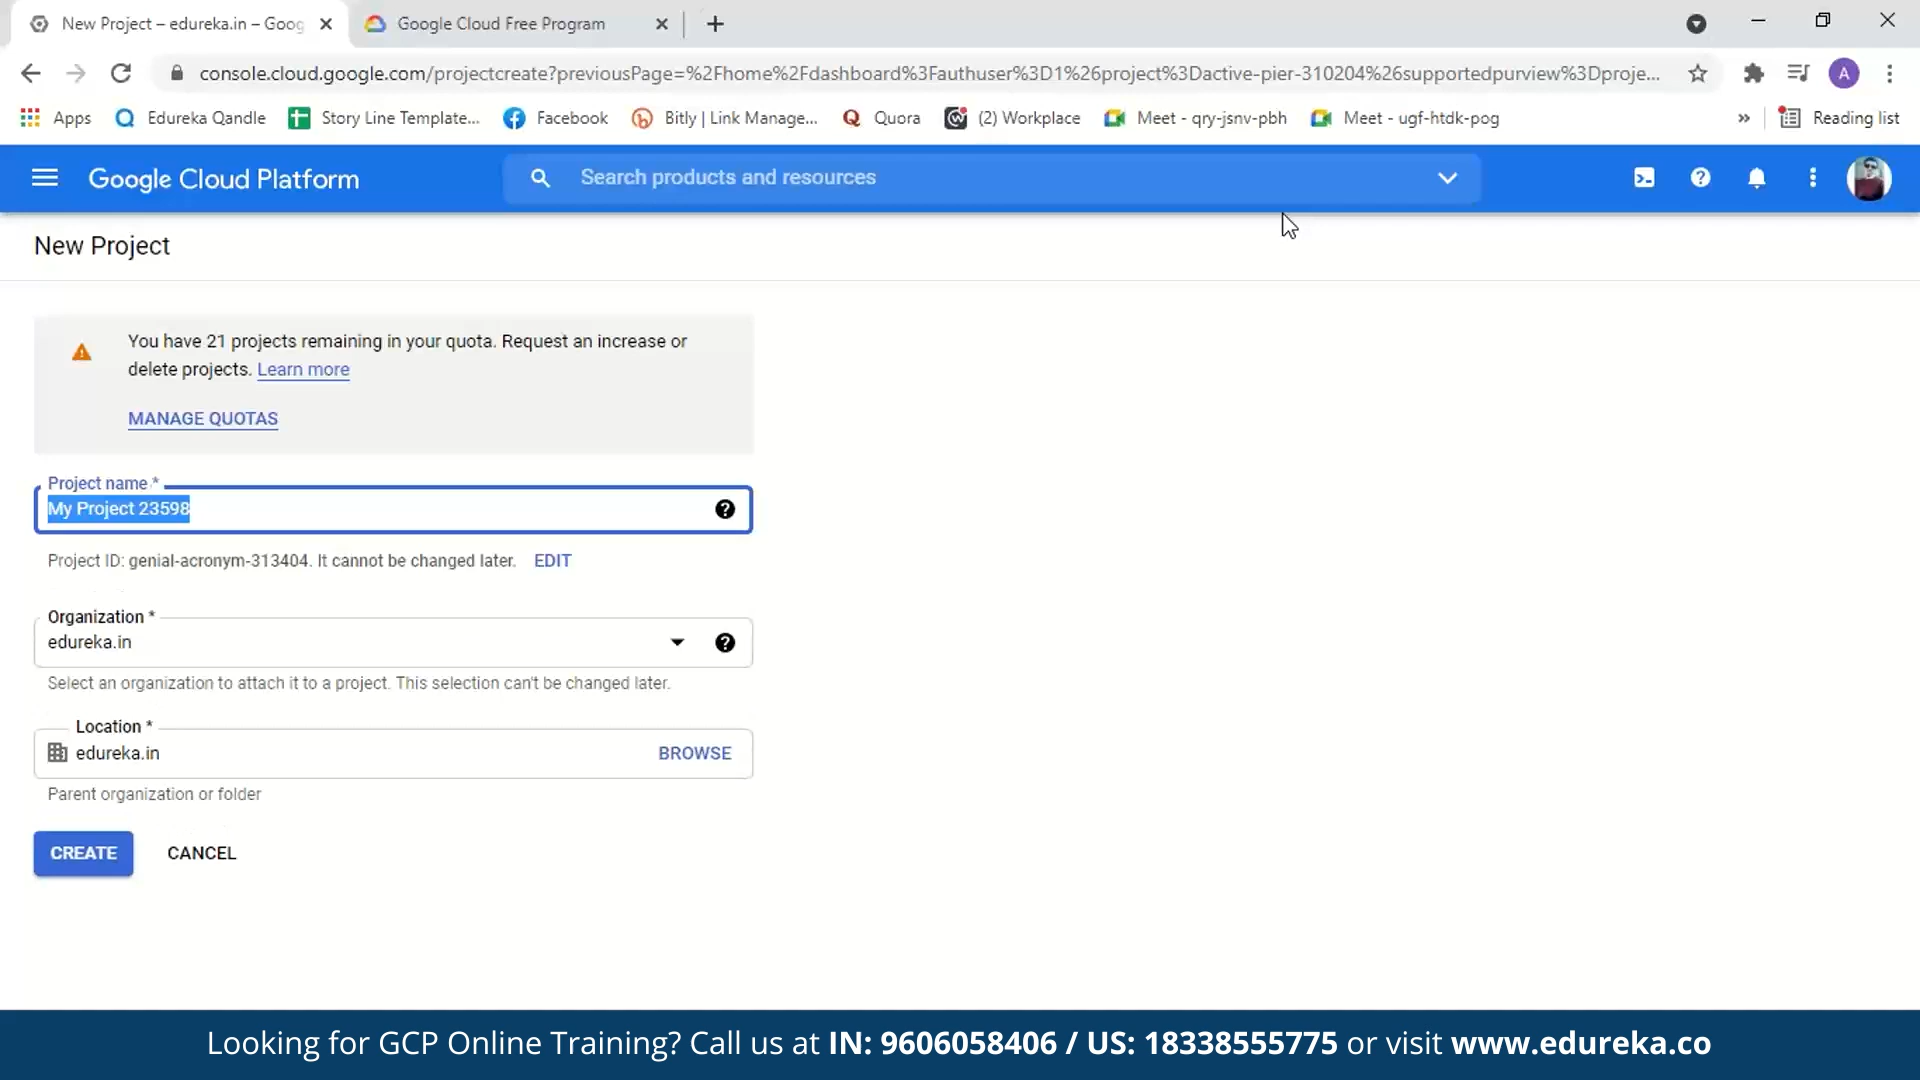 New Project – edureka.in – Goog
Google Cloud Free Program
console.cloud.google.com/projectcreate?previousPage=%2Fhome%2Fdashboard%3Fauthuser%3D1%26project%3Dactive-pier-310204%26supportedpurview%3Dproje...
A
Apps
Edureka Qandle
Story Line Template...
Facebook
Bitly | Link Manage...
Quora
(2) Workplace
Meet - qry-jsnv-pbh
Meet - ugf-htdk-pog
»
Reading list
Google Cloud Platform
Search products and resources
New Project
You have 21 projects remaining in your quota. Request an increase or
delete projects. Learn more
MANAGE QUOTAS
Project name *
My Project 23598
Project ID: genial-acronym-313404. It cannot be changed later. EDIT
Organization *
edureka.in
Select an organization to attach it to a project. This selection can't be changed later.
Location *
edureka.in
BROWSE
Parent organization or folder
CREATE
CANCEL
Looking for GCP Online Training? Call us at IN: 9606058406 / US: 18338555775 or visit www.edureka.co